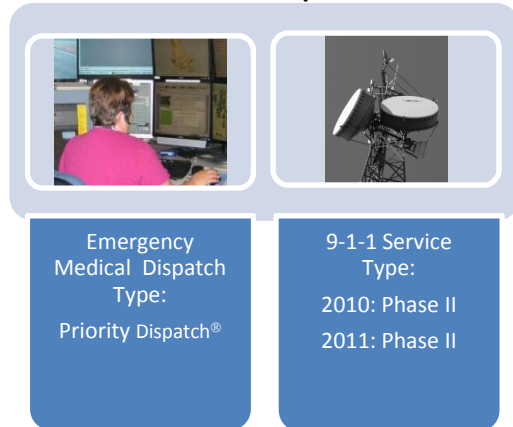 Emergency
Medical Dispatch
Type:
Priority Dispatch®
9-1-1 Service
Type:
2010: Phase II
2011: Phase II